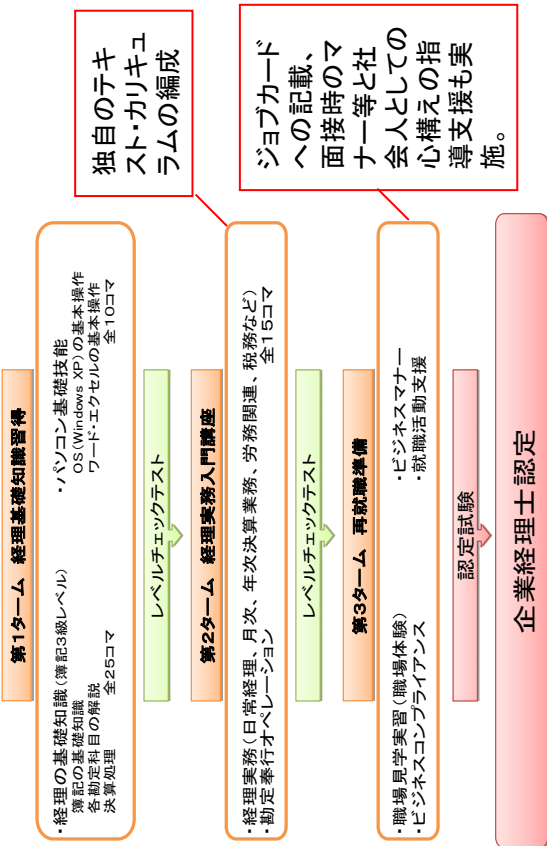 第1ターム 経理基礎知識習得
・経理の基礎知識(簿記3級レベル)
簿記の基礎知識
各勘定科目の解説
決算処理 全25コマ
・パソコン基礎技能
OS(Windows XP)の基本操作
ワード・エクセルの基本操作
全10コマ
レベルチェックテスト
第2ターム 経理実務入門講座
・経理実務(日常経理、月次、年次決算業務、労務関連、税務など)
・勘定奉行オペレーション 全15コマ
独自のテキ
スト・カリキュ
ラムの編成
レベルチェックテスト
第3ターム 再就職準備
・職場見学実習(職場体験)
・ビジネスコンプライアンス
・ビジネスマナー
・就職活動支援
ジョブカード
への記載、
面接時のマ
ナー等と社
会人としての
心構えの指
導支援も実
施。
認定試験
企業経理士認定